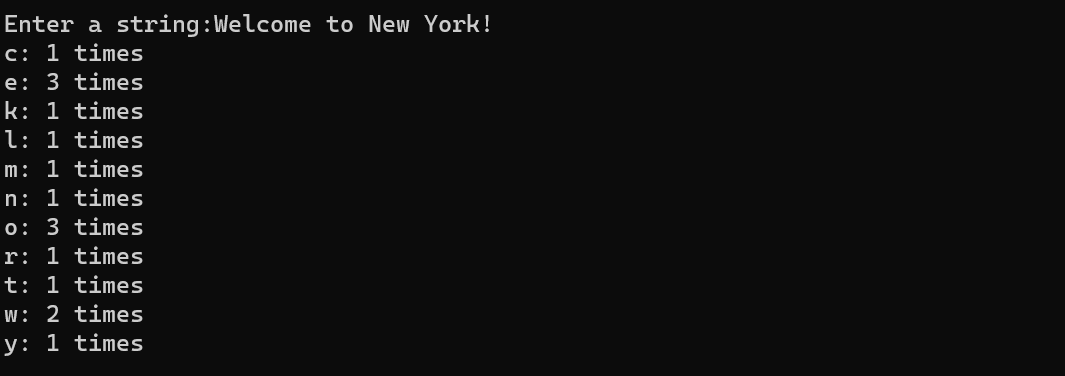 Enter a string:Welcome to New York!
c: 1 times
e: 3 times
k: 1 times
l: 1 times
m: 1 times
n: 1 times
o: 3 times
r: 1 times
t: 1 times
w: 2 times
y: 1 times